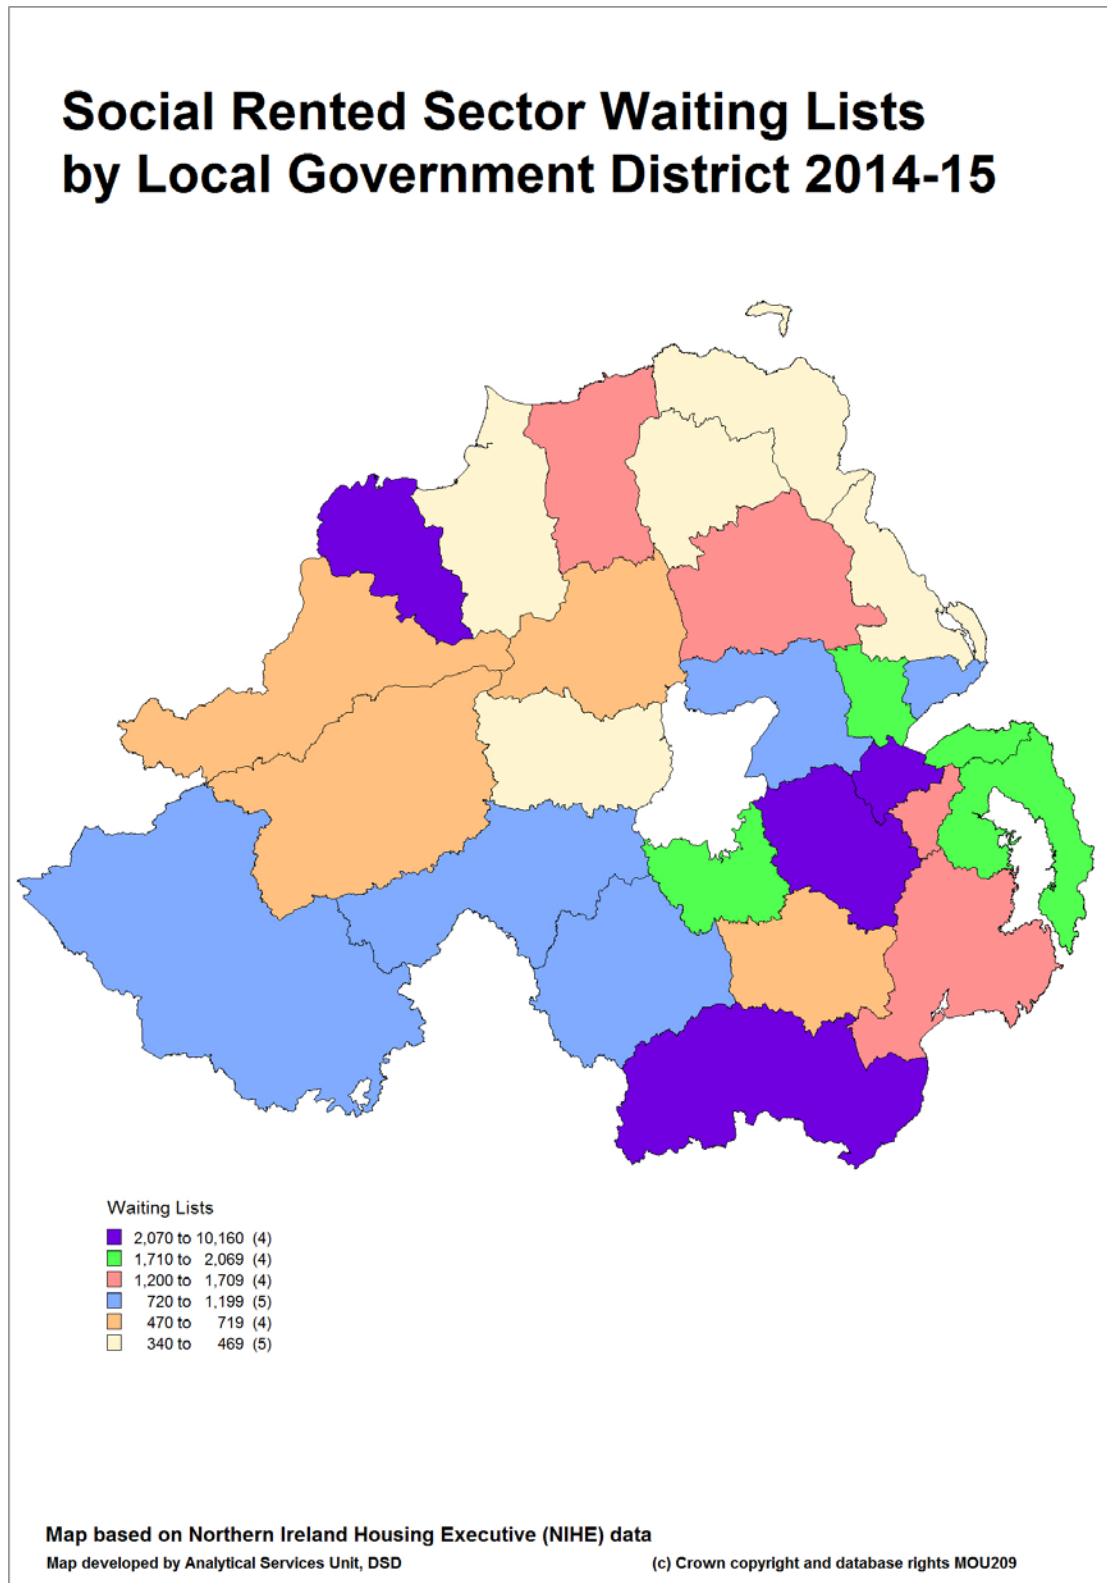 Social Rented Sector Waiting Lists
by Local Government District 2014-15
Waiting Lists
2,070 to 10,160 (4)
1,710 to 2,069 (4)
1,200 to 1,709 (4)
720 to 1,199 (5)
470 to 719 (4)
340 to 469 (5)
Map based on Northern Ireland Housing Executive (NIHE) data
Map developed by Analytical Services Unit, DSD (c) Crown copyright and database rights MOU209